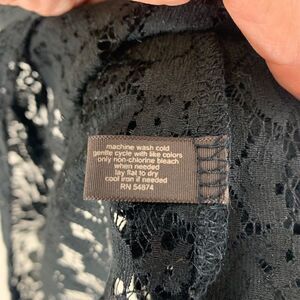 machine wash cold
gentle cycle with like colors
only non-chlorine bleach
when needed
lay flat to dry
cool iron if needed
RN 54874